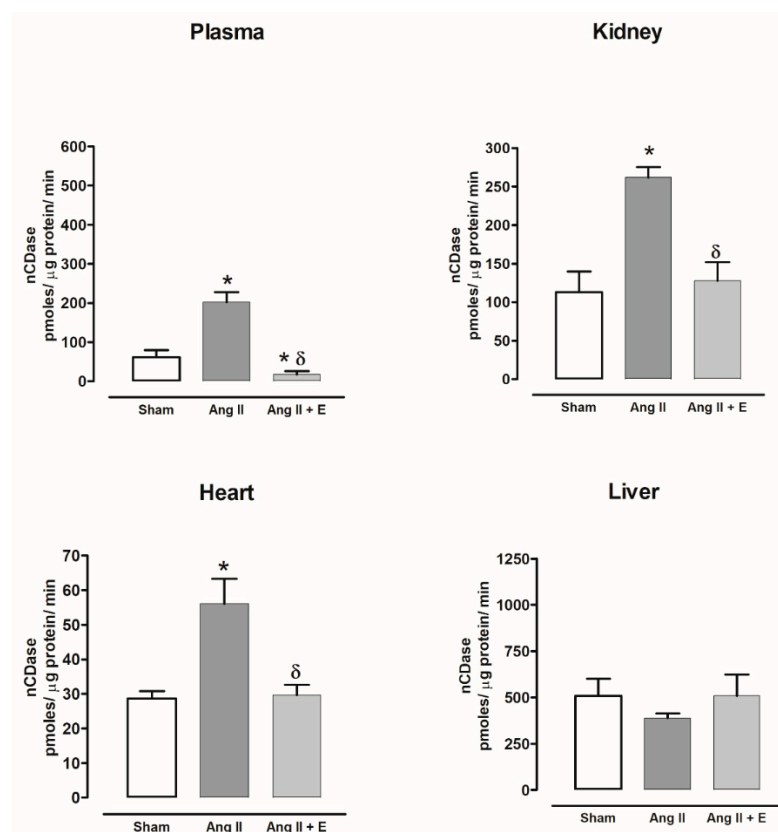 Plasma
nCDase
pmoles/ μg protein/ min
600
500
400
300
200
100
0
*
* δ
Sham Ang II Ang II + E
Kidney
nCDase
pmoles/ μg protein/ min
300
250
200
150
100
50
0
*
δ
Sham Ang II Ang II + E
Heart
nCDase
pmoles/ μg protein/ min
70
60
50
40
30
20
10
0
*
δ
Sham Ang II Ang II + E
Liver
nCDase
pmoles/ μg protein/ min
1250
1000
750
500
250
0
Sham Ang II Ang II + E